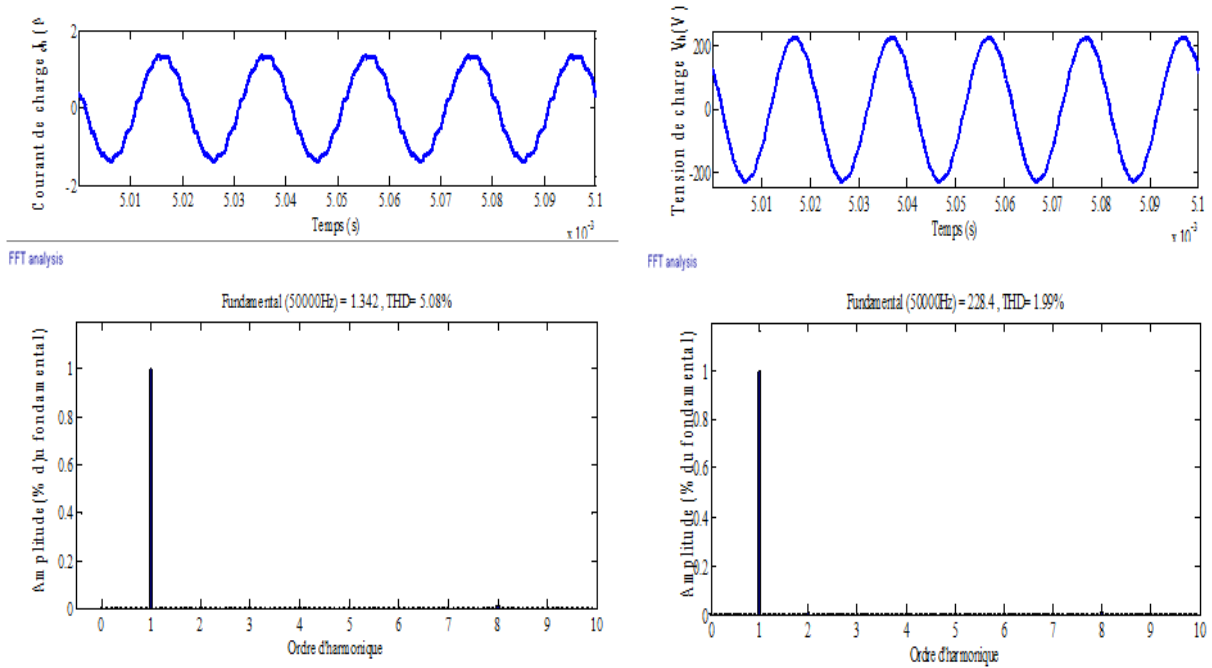 Courant de charge
2
0
-2
5.01 5.02 5.03 5.04 5.05 5.06 5.07 5.08 5.09 5.1
Temps (s)
x 10⁻³
Tension de charge Vh(V)
200
0
-200
5.01 5.02 5.03 5.04 5.05 5.06 5.07 5.08 5.09 5.1
Temps (s)
x 10⁻³
FFT analysis
Fundamental (50000Hz) = 1.342 , THD= 5.08%
Amplitude (% d)u fondamental)
1
0.8
0.6
0.4
0.2
0
0 1 2 3 4 5 6 7 8 9 10
Ordre d'harmonique
FFT analysis
Fundamental (50000Hz) = 228.4 , THD= 1.99%
Amplitude (% du fondamental)
1
0.8
0.6
0.4
0.2
0
0 1 2 3 4 5 6 7 8 9 10
Ordre d'harmonique